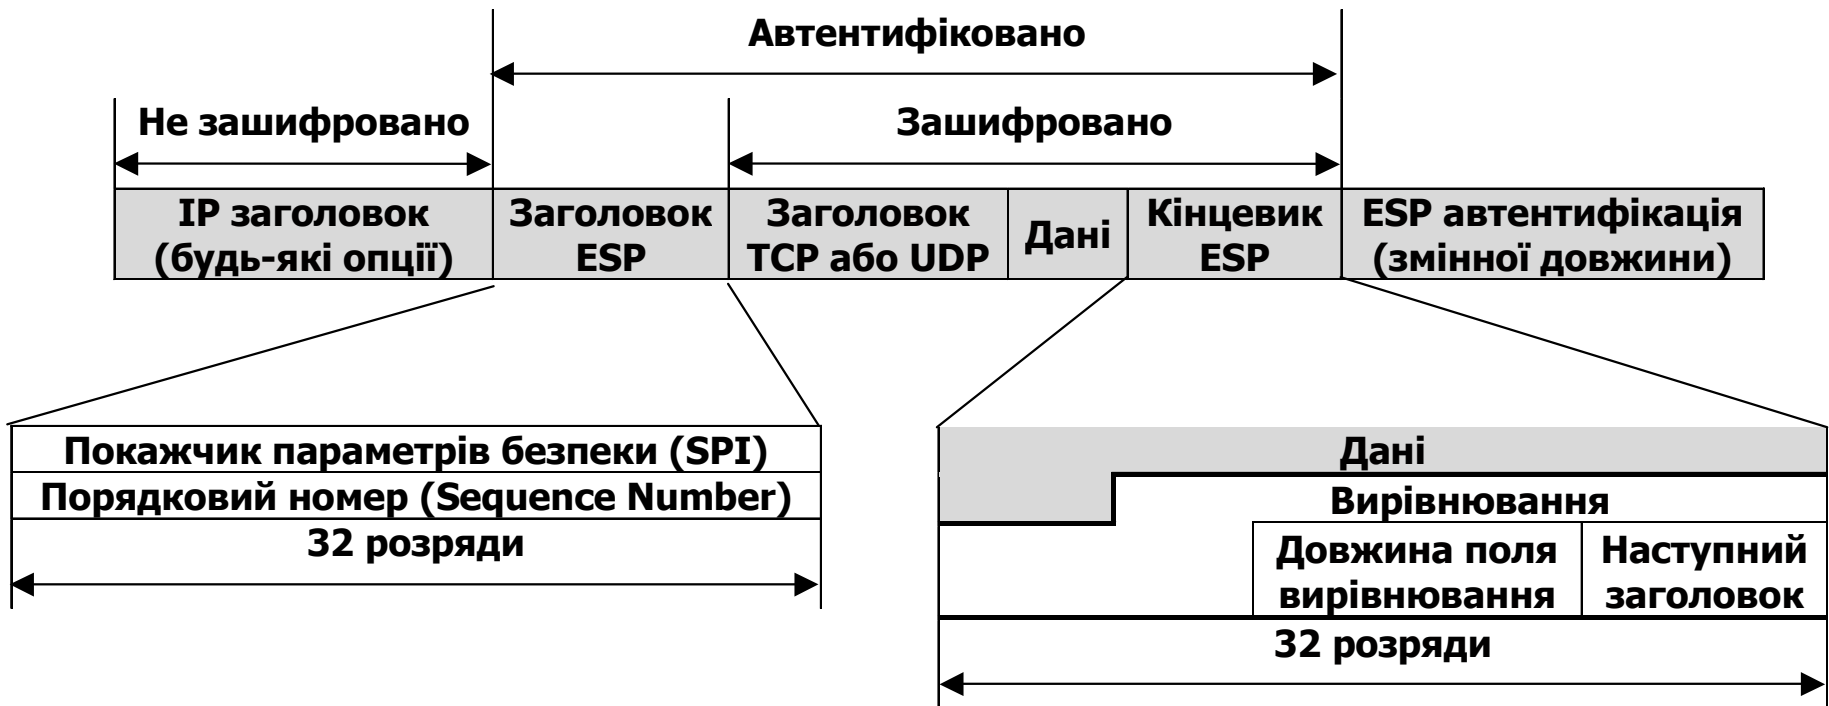 Автентифіковано
Не зашифровано
Зашифровано
IP заголовок
(будь-які опції)
Заголовок
ESP
Заголовок
TCP або UDP
Дані
Кінцевик
ESP
ESP автентифікація
(змінної довжини)
Покажчик параметрів безпеки (SPI)
Порядковий номер (Sequence Number)
32 розряди
Дані
Вирівнювання
Довжина поля
вирівнювання
Наступний
заголовок
32 розряди